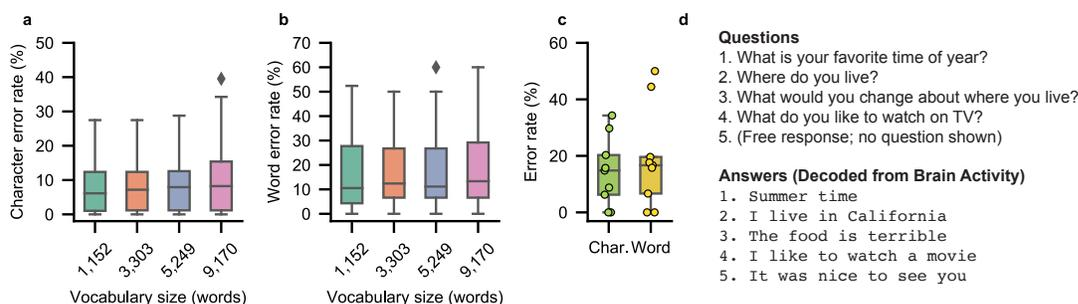 a
50
40
30
20
10
0
Character error rate (%)
1,152
3,303
5,249
9,170
Vocabulary size (words)
b
70
60
50
40
30
20
10
0
Word error rate (%)
1,152
3,303
5,249
9,170
Vocabulary size (words)
c
60
40
20
0
Error rate (%)
Char. Word
d
Questions
1. What is your favorite time of year?
2. Where do you live?
3. What would you change about where you live?
4. What do you like to watch on TV?
5. (Free response; no question shown)
Answers (Decoded from Brain Activity)
1. Summer time
2. I live in California
3. The food is terrible
4. I like to watch a movie
5. It was nice to see you